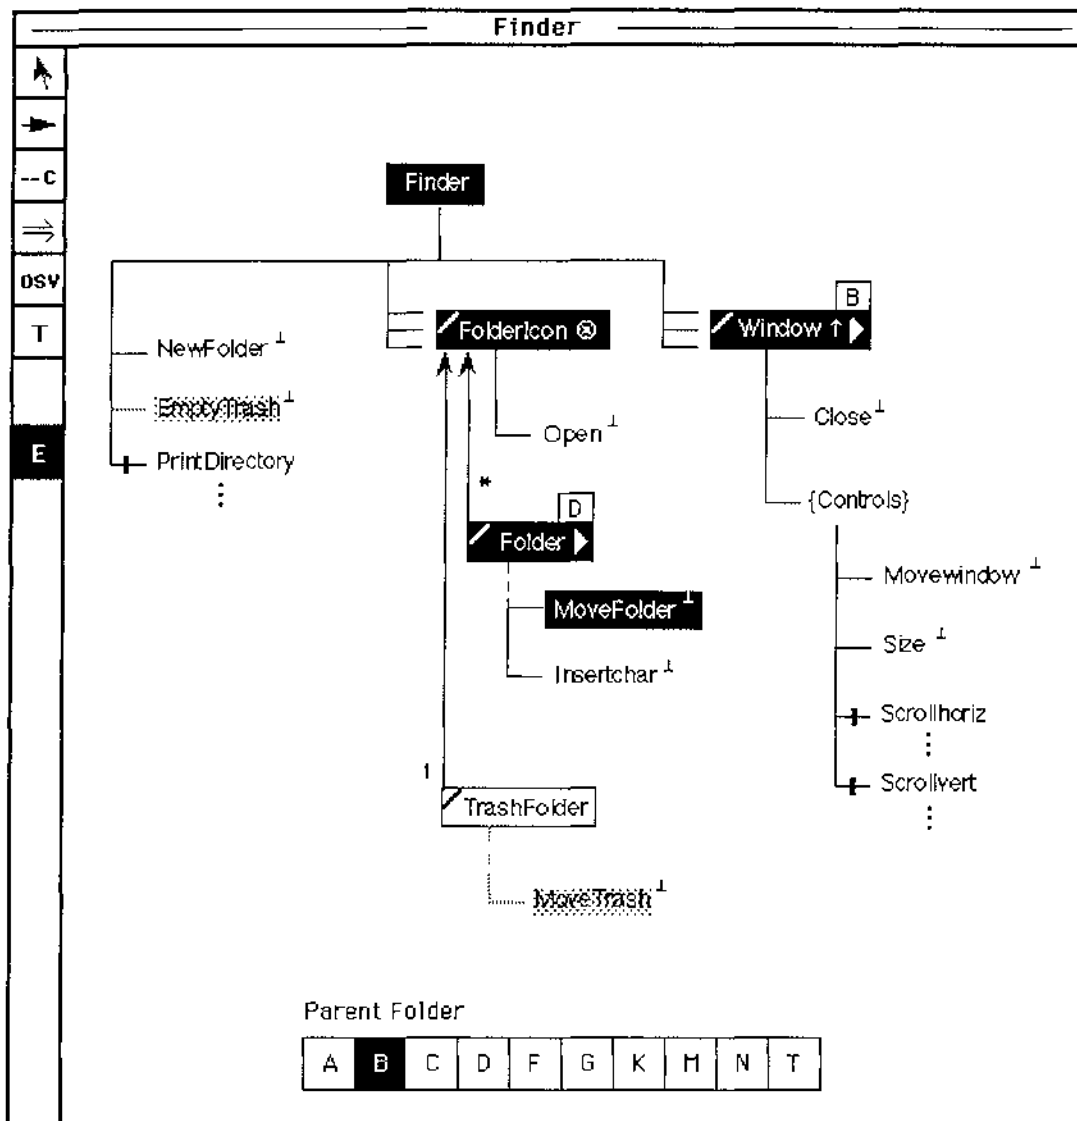 Finder
--C
OSV
T
E
Finder
B
FolderIcon ⊗
Window ↑
NewFolder ⊥
EmptyTrash ⊥
PrintDirectory
⋮
Open ⊥
Close ⊥
{Controls}
*
D
Folder
MoveFolder ⊥
Insertchar ⊥
Movewindow ⊥
Size ⊥
Scrollhoriz
⋮
Scrollvert
⋮
1
TrashFolder
MoveTrash ⊥
Parent Folder
A B C D F G K M N T